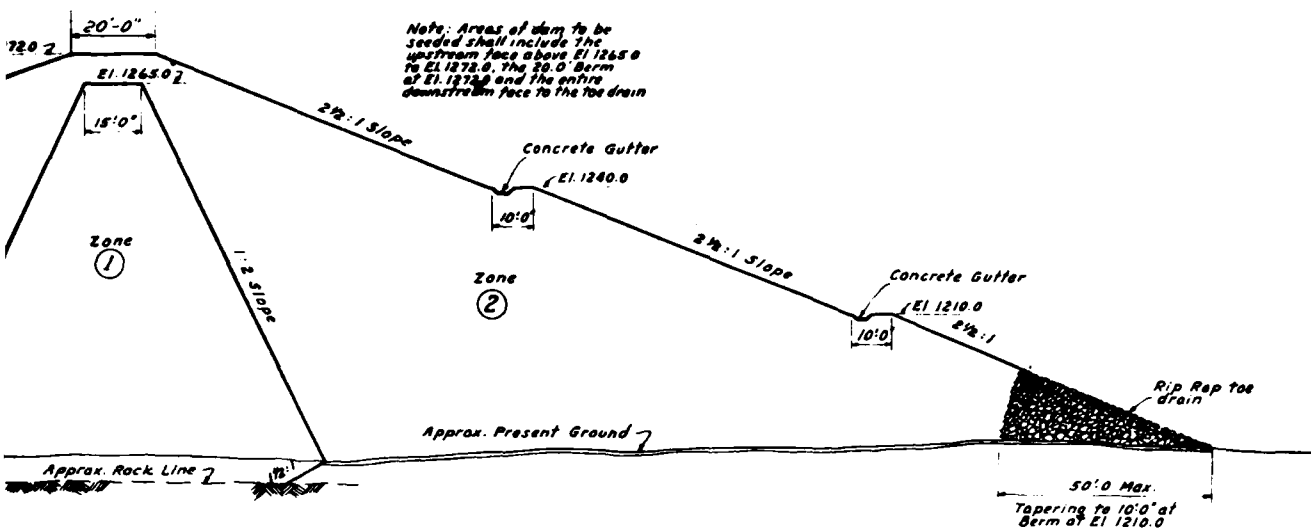 20'-0"
Note: Areas of dam to be
seeded shall include the
upstream face above El 1265.0
to El. 1272.0, the 20.0' Berm
at El. 1272.0 and the entire
downstream face to the toe drain
72.0
El. 1265.0
15'-0"
2½:1 Slope
Concrete Gutter
El. 1240.0
10'-0"
Zone
1
1:2 Slope
Zone
2
2½:1 Slope
Concrete Gutter
El. 1210.0
10'-0"
2½:1
Rip Rap toe
drain
Approx. Present Ground
Approx. Rock Line
50'-0 Max.
Tapering to 10'-0" at
Berm at El 1210.0